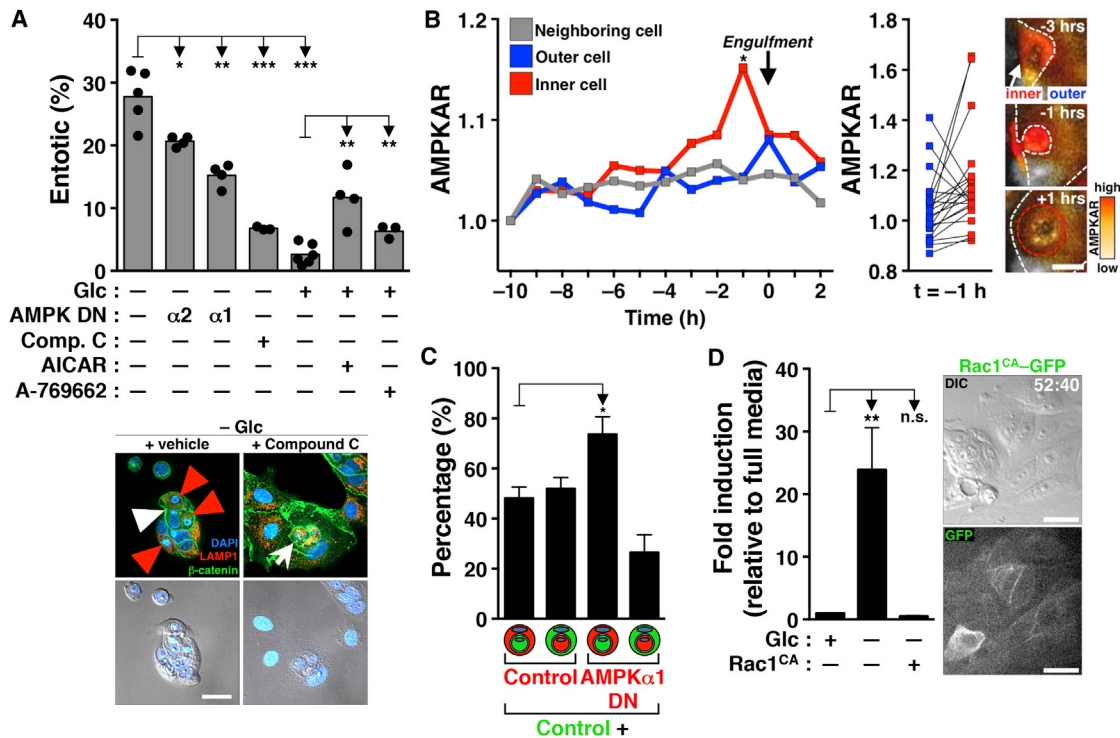 A
Entotic (%)
40
30
20
10
0
* ** *** ***
** **
Glc : – – – – + + +
AMPK DN : – α2 α1 – – – –
Comp. C : – – – + – – –
AICAR : – – – – – + –
A-769662 : – – – – – – +
– Glc
+ vehicle + Compound C
DAPI
LAMP1
β-catenin
B
AMPKAR
1.2
1.1
1.0
Neighboring cell
Outer cell
Inner cell
Engulfment
*
–10 –8 –6 –4 –2 0 2
Time (h)
AMPKAR
1.8
1.6
1.4
1.2
1.0
0.8
t = –1 h
-3 hrs
inner outer
-1 hrs
+1 hrs
high
AMPKAR
low
C
Percentage (%)
100
80
60
40
20
0
*
Control AMPKα1
DN
Control +
D
Fold induction
(relative to full media)
40
30
20
10
0
** n.s.
Glc : + – –
Rac1CA : – – +
Rac1CA–GFP
DIC 52:40
GFP